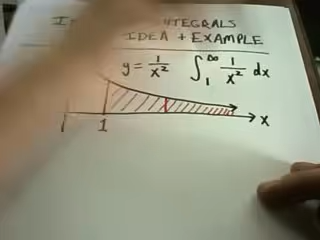 INTEGRALS
IDEA + EXAMPLE
y = 1/x² ∫₁^∞ 1/x² dx
1 x